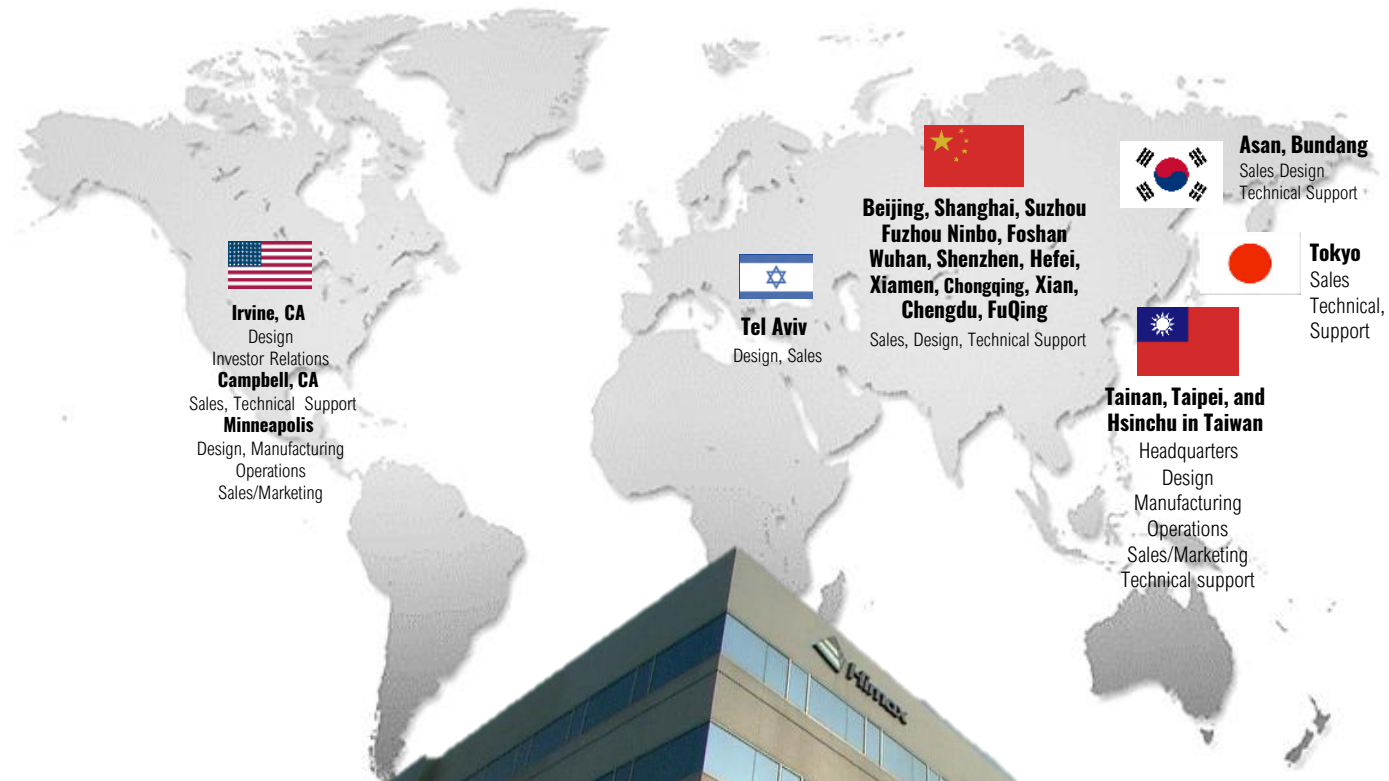 Irvine, CA
Design
Investor Relations
Campbell, CA
Sales, Technical Support
Minneapolis
Design, Manufacturing
Operations
Sales/Marketing
Tel Aviv
Design, Sales
Beijing, Shanghai, Suzhou
Fuzhou Ninbo, Foshan
Wuhan, Shenzhen, Hefei,
Xiamen, Chongqing, Xian,
Chengdu, FuQing
Sales, Design, Technical Support
Asan, Bundang
Sales Design
Technical Support
Tokyo
Sales
Technical,
Support
Tainan, Taipei, and
Hsinchu in Taiwan
Headquarters
Design
Manufacturing
Operations
Sales/Marketing
Technical support
Himax